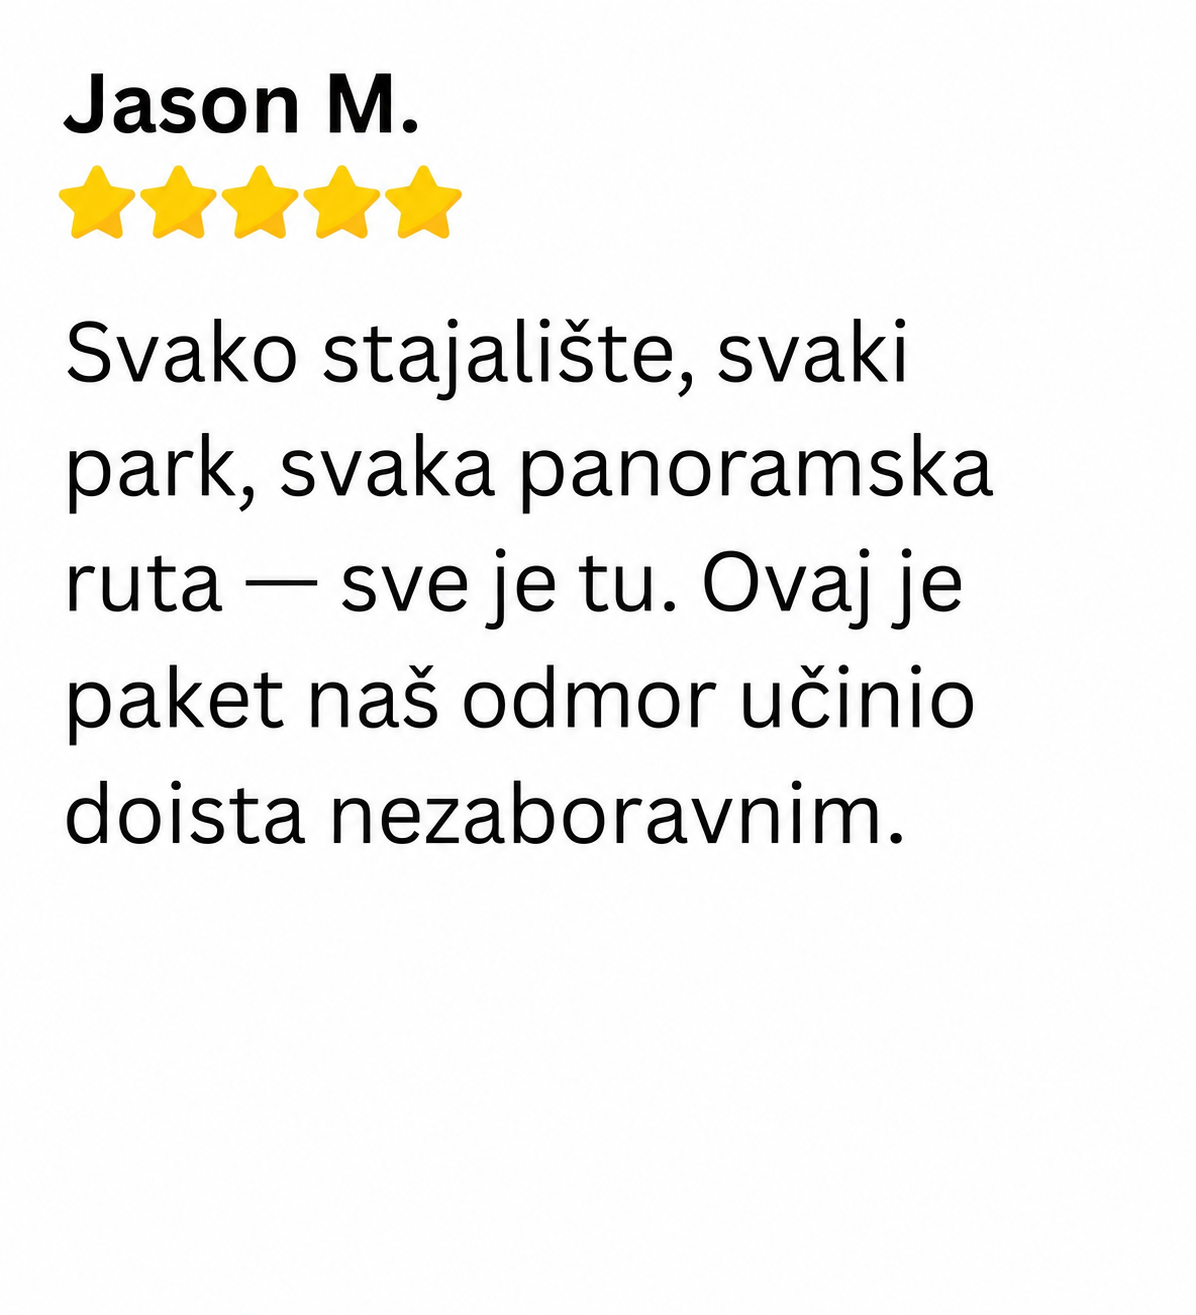 Jason M.
⭐⭐⭐⭐⭐
Svako stajalište, svaki
park, svaka panoramska
ruta — sve je tu. Ovaj je
paket naš odmor učinio
doista nezaboravnim.